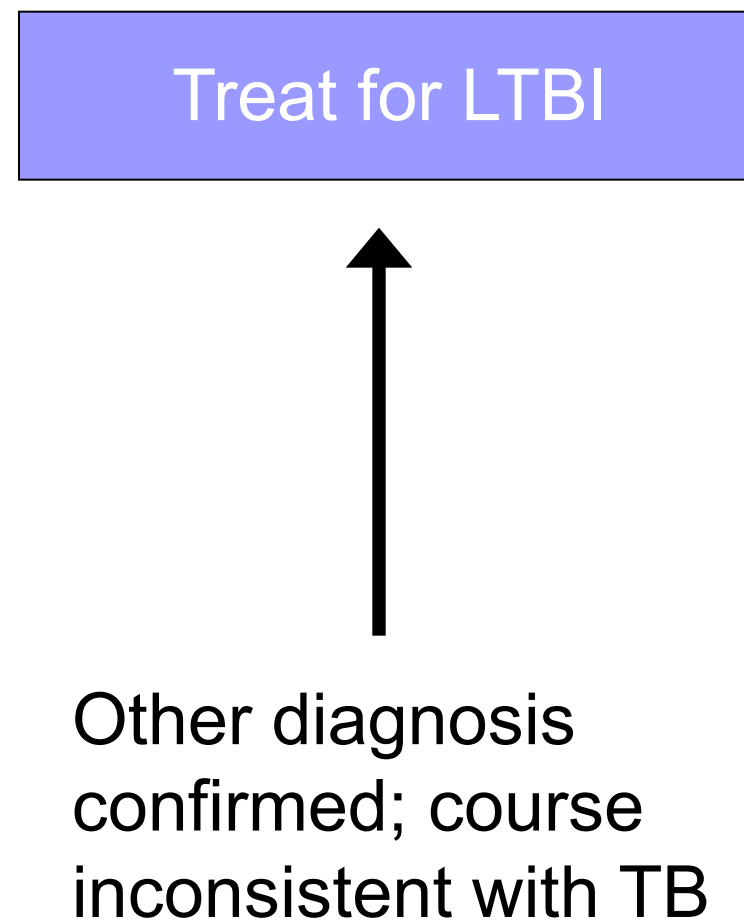 Treat for LTBI
Other diagnosis
confirmed; course
inconsistent with TB